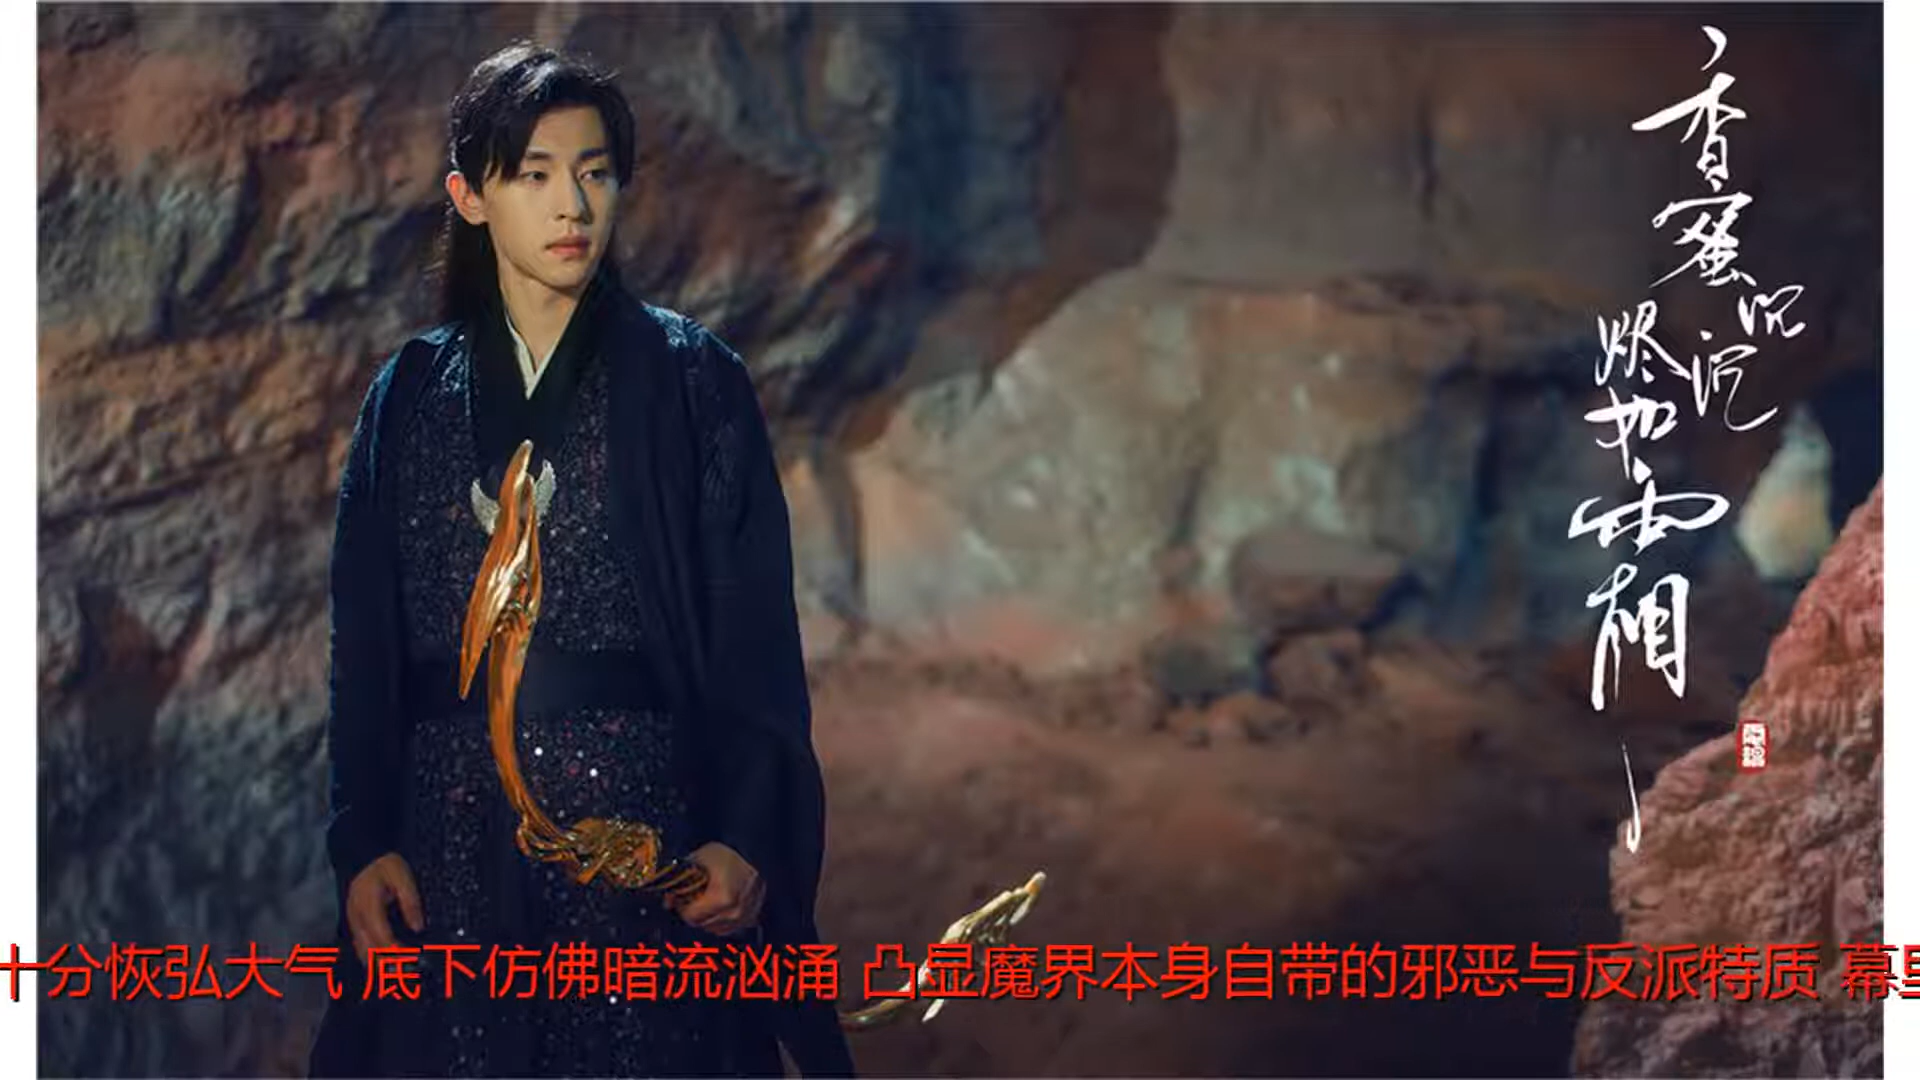 香蜜沉沉
烬如霜
十分恢弘大气 底下仿佛暗流汹涌 凸显魔界本身自带的邪恶与反派特质 幕里